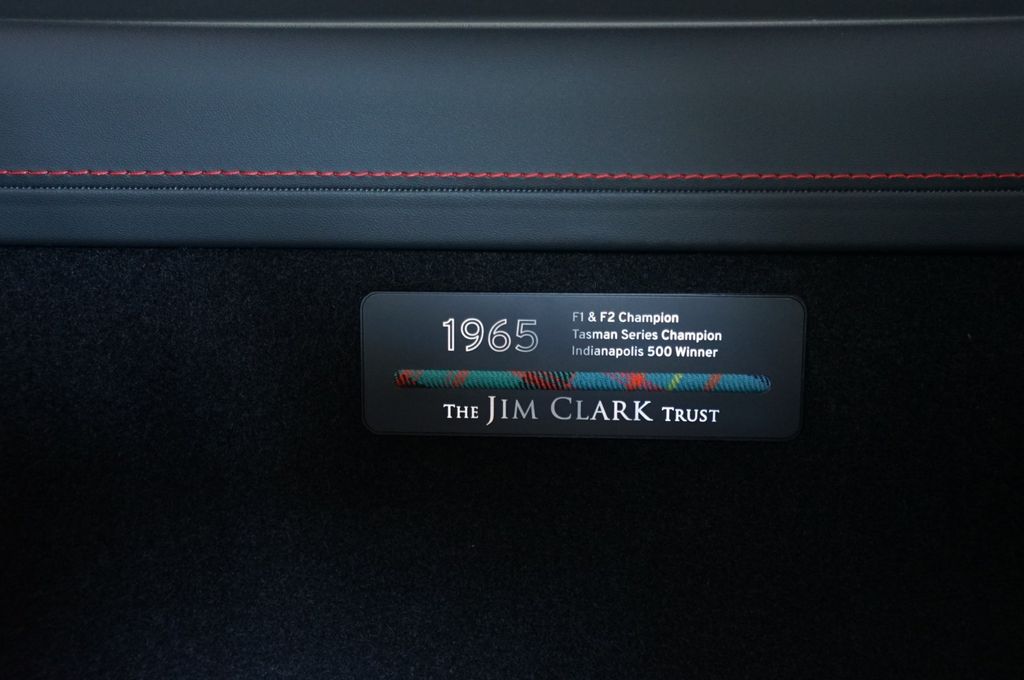 1965
F1 & F2 Champion
Tasman Series Champion
Indianapolis 500 Winner
THE JIM CLARK TRUST